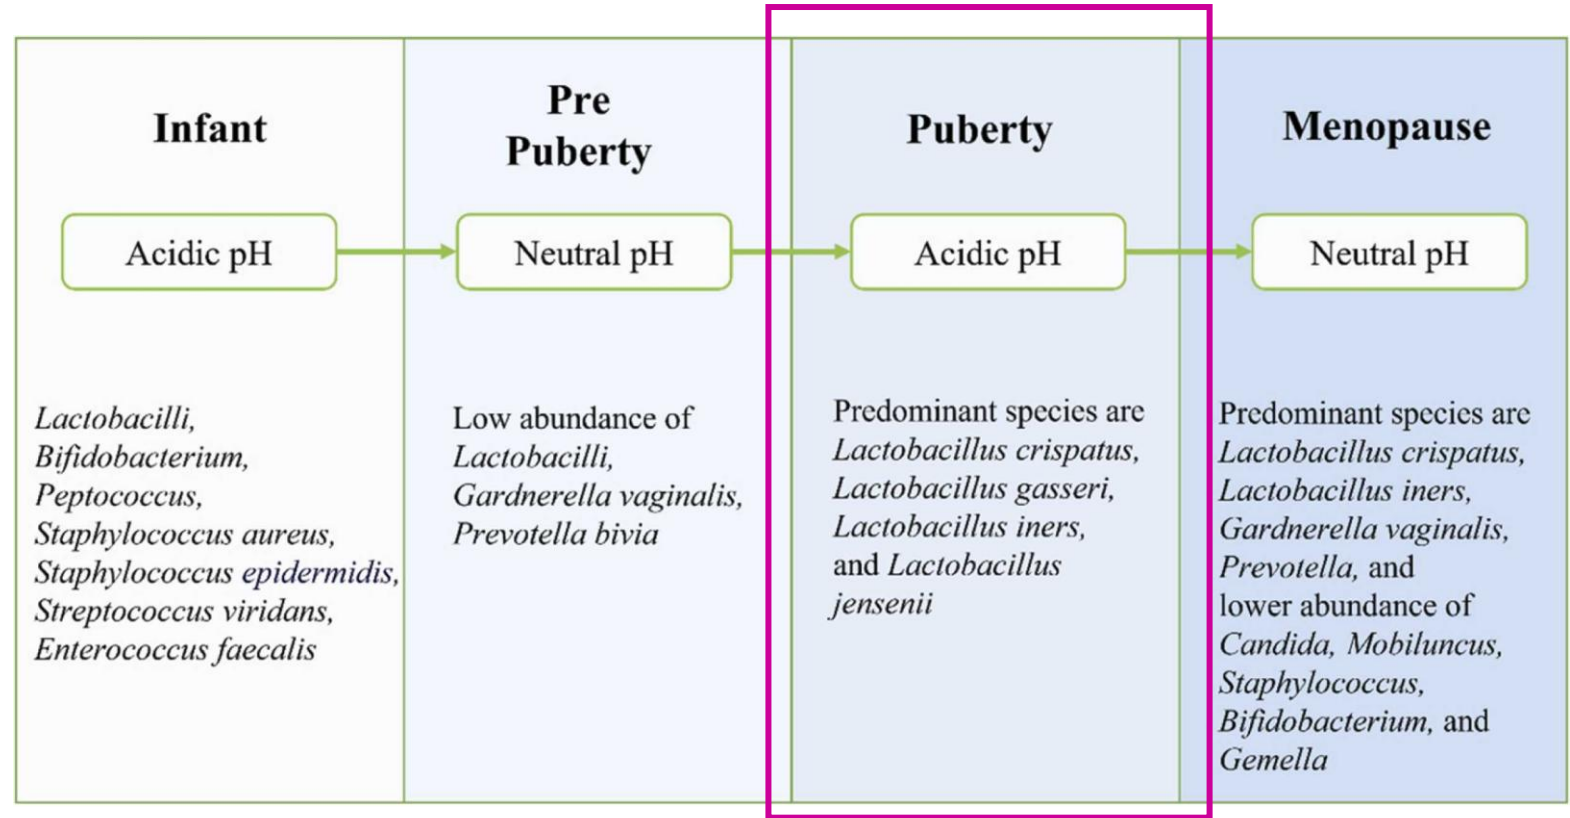 Infant
Acidic pH
Lactobacilli,
Bifidobacterium,
Peptococcus,
Staphylococcus aureus,
Staphylococcus epidermidis,
Streptococcus viridans,
Enterococcus faecalis
Pre
Puberty
Neutral pH
Low abundance of
Lactobacilli,
Gardnerella vaginalis,
Prevotella bivia
Puberty
Acidic pH
Predominant species are
Lactobacillus crispatus,
Lactobacillus gasseri,
Lactobacillus iners,
and Lactobacillus
jensenii
Menopause
Neutral pH
Predominant species are
Lactobacillus crispatus,
Lactobacillus iners,
Gardnerella vaginalis,
Prevotella, and
lower abundance of
Candida, Mobiluncus,
Staphylococcus,
Bifidobacterium, and
Gemella